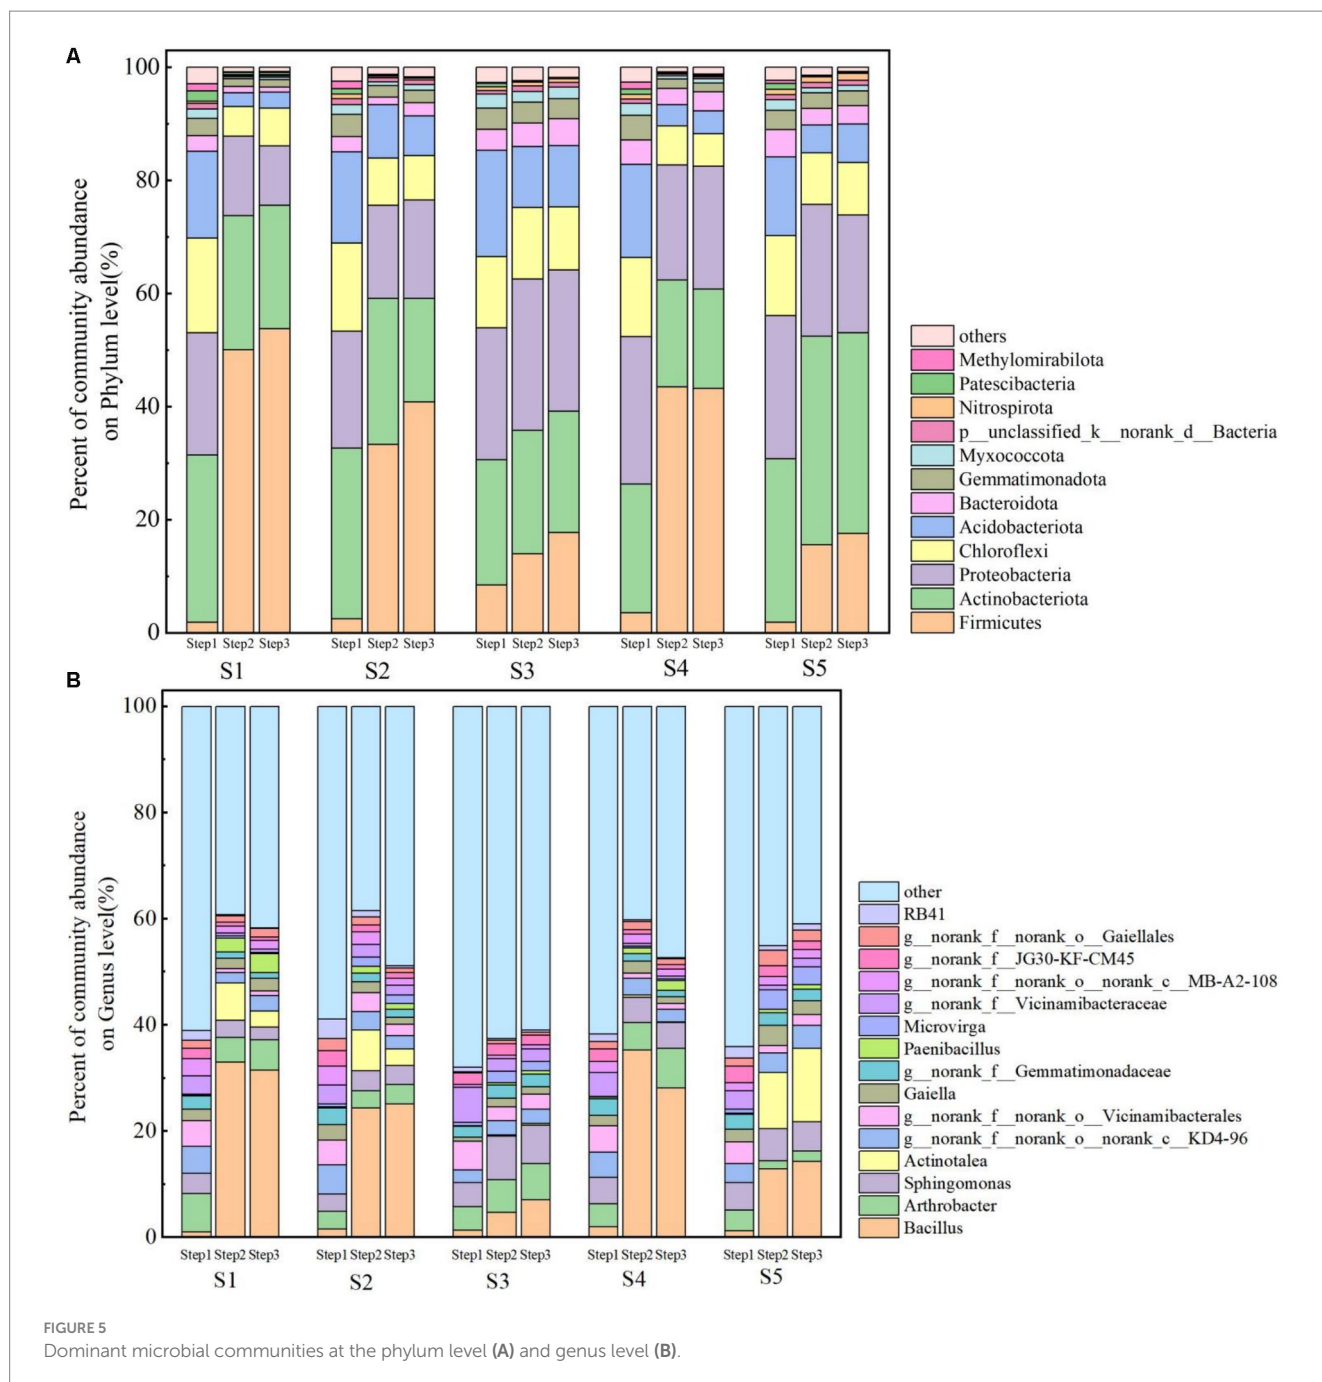 A
Percent of community abundance
on Phylum level(%)
100
80
60
40
20
0
Step1 Step2 Step3 Step1 Step2 Step3 Step1 Step2 Step3 Step1 Step2 Step3 Step1 Step2 Step3
S1 S2 S3 S4 S5
others
Methylomirabilota
Patescibacteria
Nitrospirota
p__unclassified_k__norank_d__Bacteria
Myxococcota
Gemmatimonadota
Bacteroidota
Acidobacteriota
Chloroflexi
Proteobacteria
Actinobacteriota
Firmicutes
B
Percent of community abundance
on Genus level(%)
100
80
60
40
20
0
Step1 Step2 Step3 Step1 Step2 Step3 Step1 Step2 Step3 Step1 Step2 Step3 Step1 Step2 Step3
S1 S2 S3 S4 S5
other
RB41
g__norank_f__norank_o__Gaiellales
g__norank_f__JG30-KF-CM45
g__norank_f__norank_o__norank_c__MB-A2-108
g__norank_f__Vicinamibacteraceae
Microvirga
Paenibacillus
g__norank_f__Gemmatimonadaceae
Gaiella
g__norank_f__norank_o__Vicinamibacterales
g__norank_f__norank_o__norank_c__KD4-96
Actinotalea
Sphingomonas
Arthrobacter
Bacillus
FIGURE 5
Dominant microbial communities at the phylum level (A) and genus level (B).